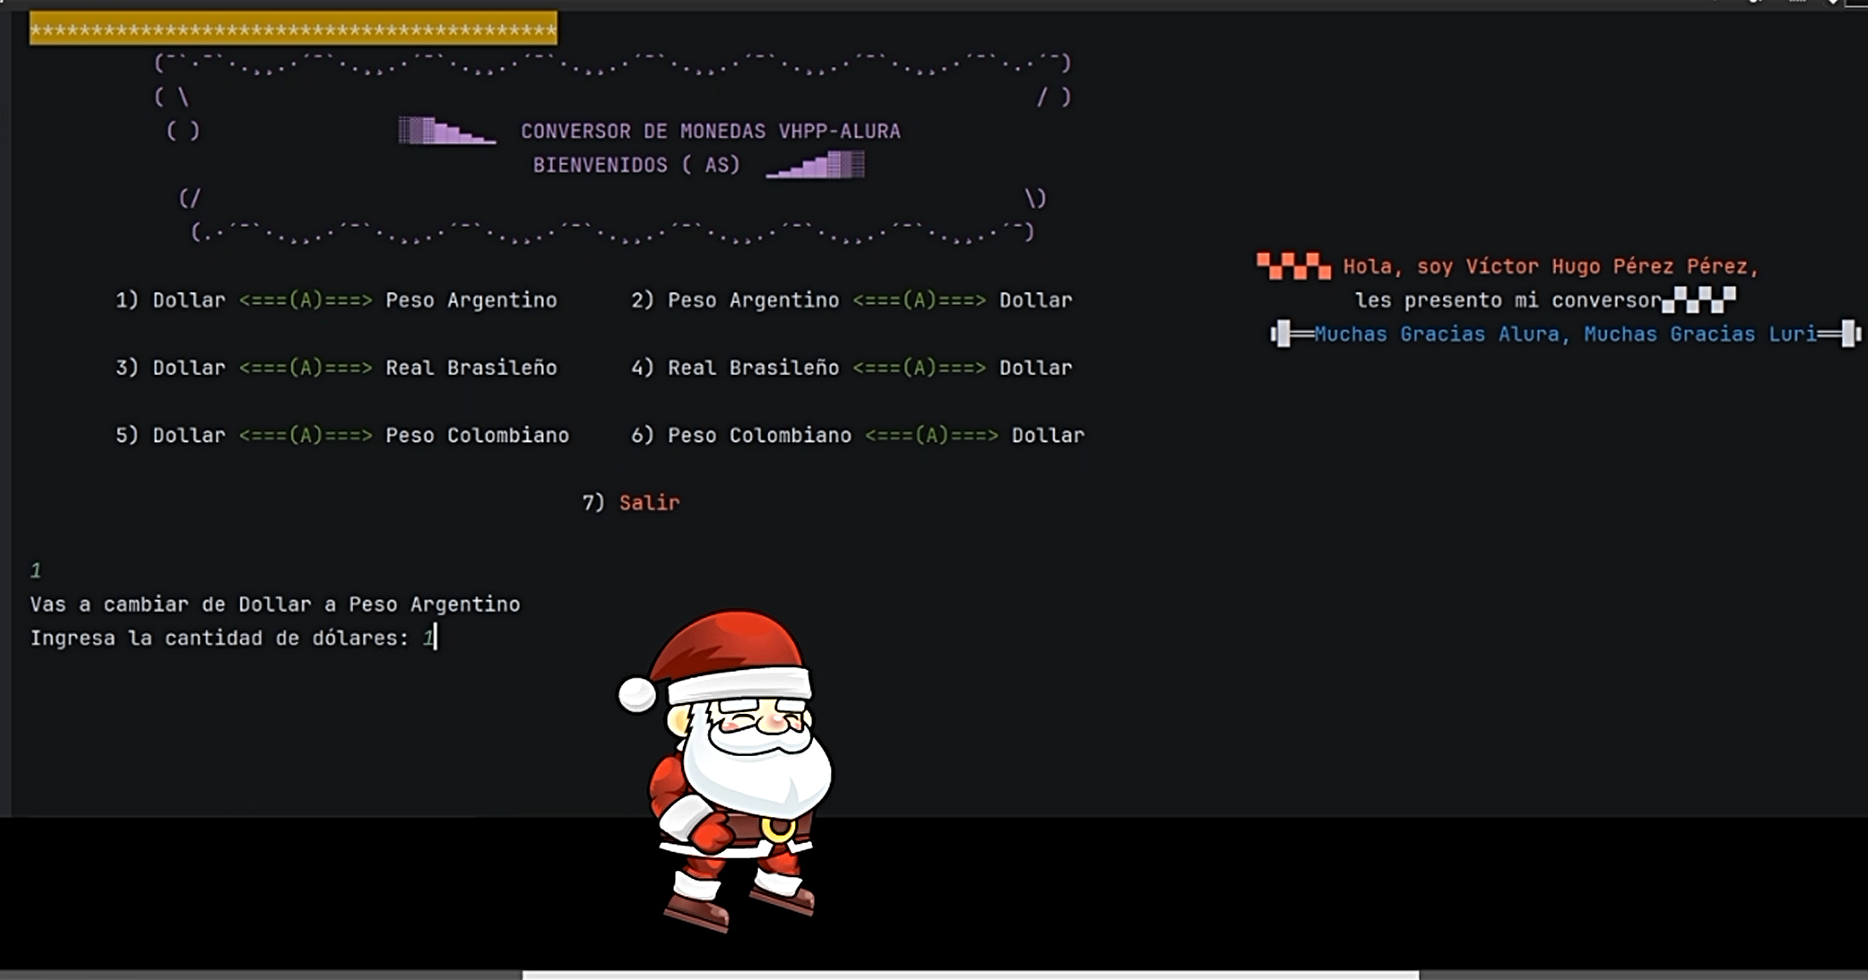 *******************************************
(¯`·.¸¸.·´¯`·.¸¸.·´¯`·.¸¸.·´¯`·.¸¸.·´¯`·.¸¸.·´¯`·.¸¸.·´¯`·.¸¸.·´¯`·.·´¯)
( \ / )
( ) CONVERSOR DE MONEDAS VHPP-ALURA
BIENVENIDOS ( AS)
(/ \)
(.·´¯`·.¸¸.·´¯`·.¸¸.·´¯`·.¸¸.·´¯`·.¸¸.·´¯`·.¸¸.·´¯`·.¸¸.·´¯`·.¸¸.·´¯)
Hola, soy Víctor Hugo Pérez Pérez,
les presento mi conversor
Muchas Gracias Alura, Muchas Gracias Luri
1) Dollar <===(A)===> Peso Argentino 2) Peso Argentino <===(A)===> Dollar
3) Dollar <===(A)===> Real Brasileño 4) Real Brasileño <===(A)===> Dollar
5) Dollar <===(A)===> Peso Colombiano 6) Peso Colombiano <===(A)===> Dollar
7) Salir
1
Vas a cambiar de Dollar a Peso Argentino
Ingresa la cantidad de dólares: 1